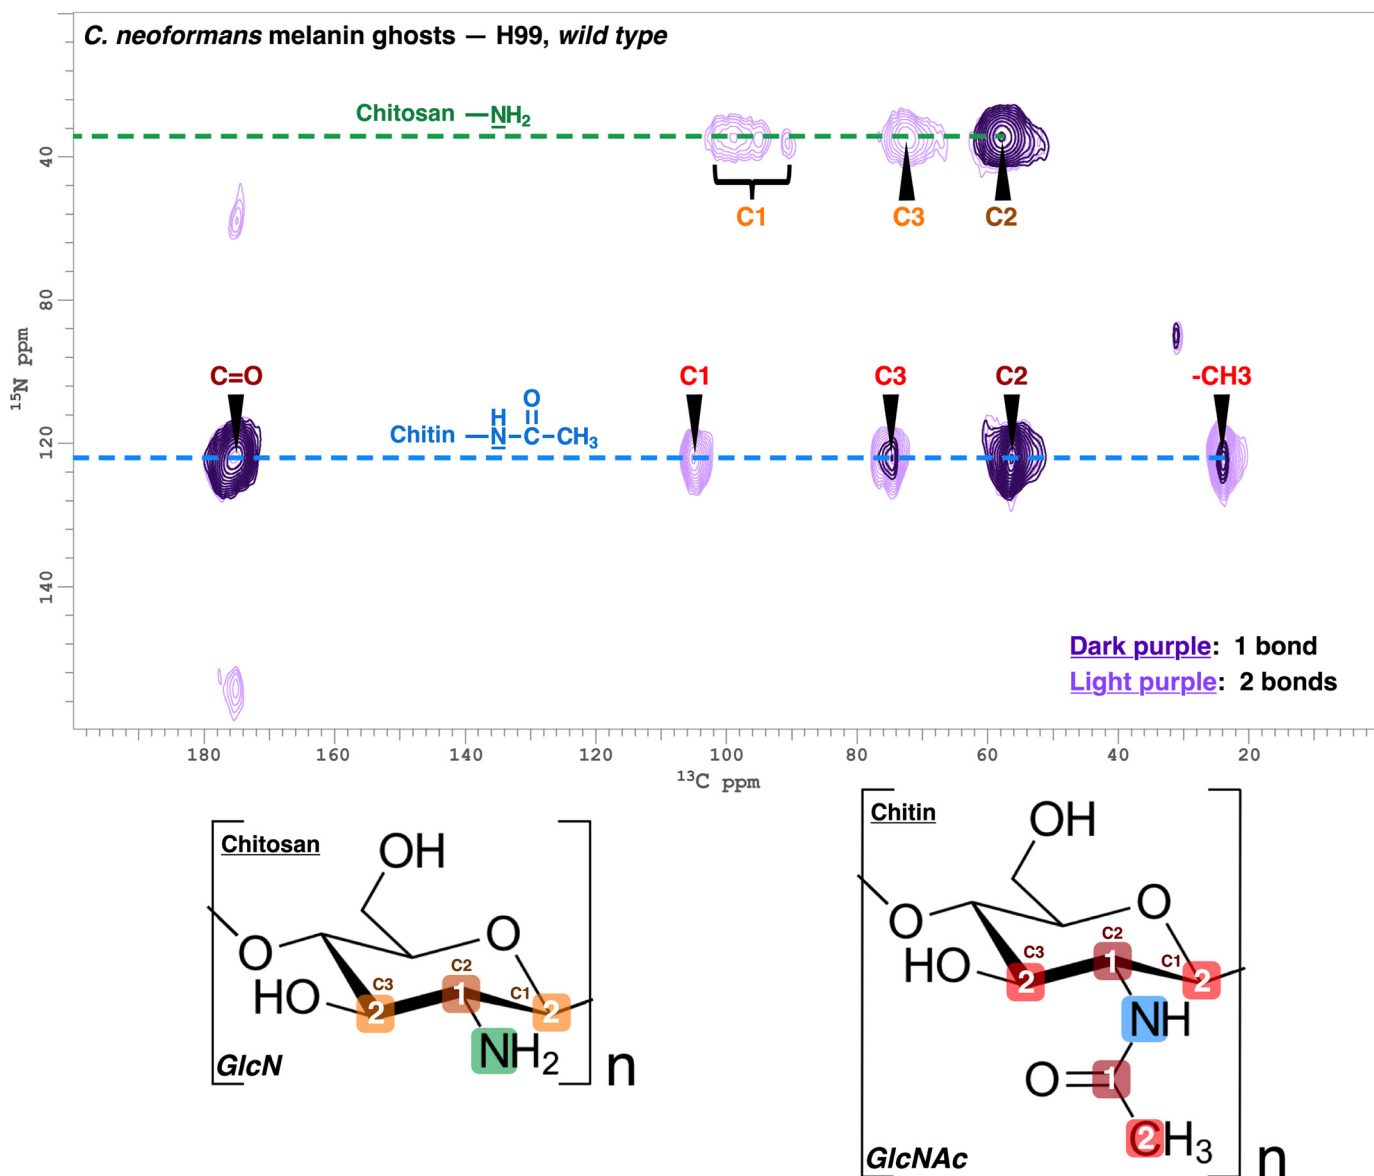 C. neoformans melanin ghosts — H99, wild type
Chitosan —NH2
40
C1
C3
C2
80
15N ppm
C=O
C1
C3
C2
-CH3
O
H
Chitin —N—C—CH3
120
140
Dark purple: 1 bond
Light purple: 2 bonds
180 160 140 120 100 80 60 40 20
13C ppm
Chitosan
OH
O
O
HO
C3
C2
C1
2
1
2
NH2
GlcN
n
Chitin
OH
O
O
HO
C3
C2
C1
2
1
2
NH
O
1
2
CH3
GlcNAc
n